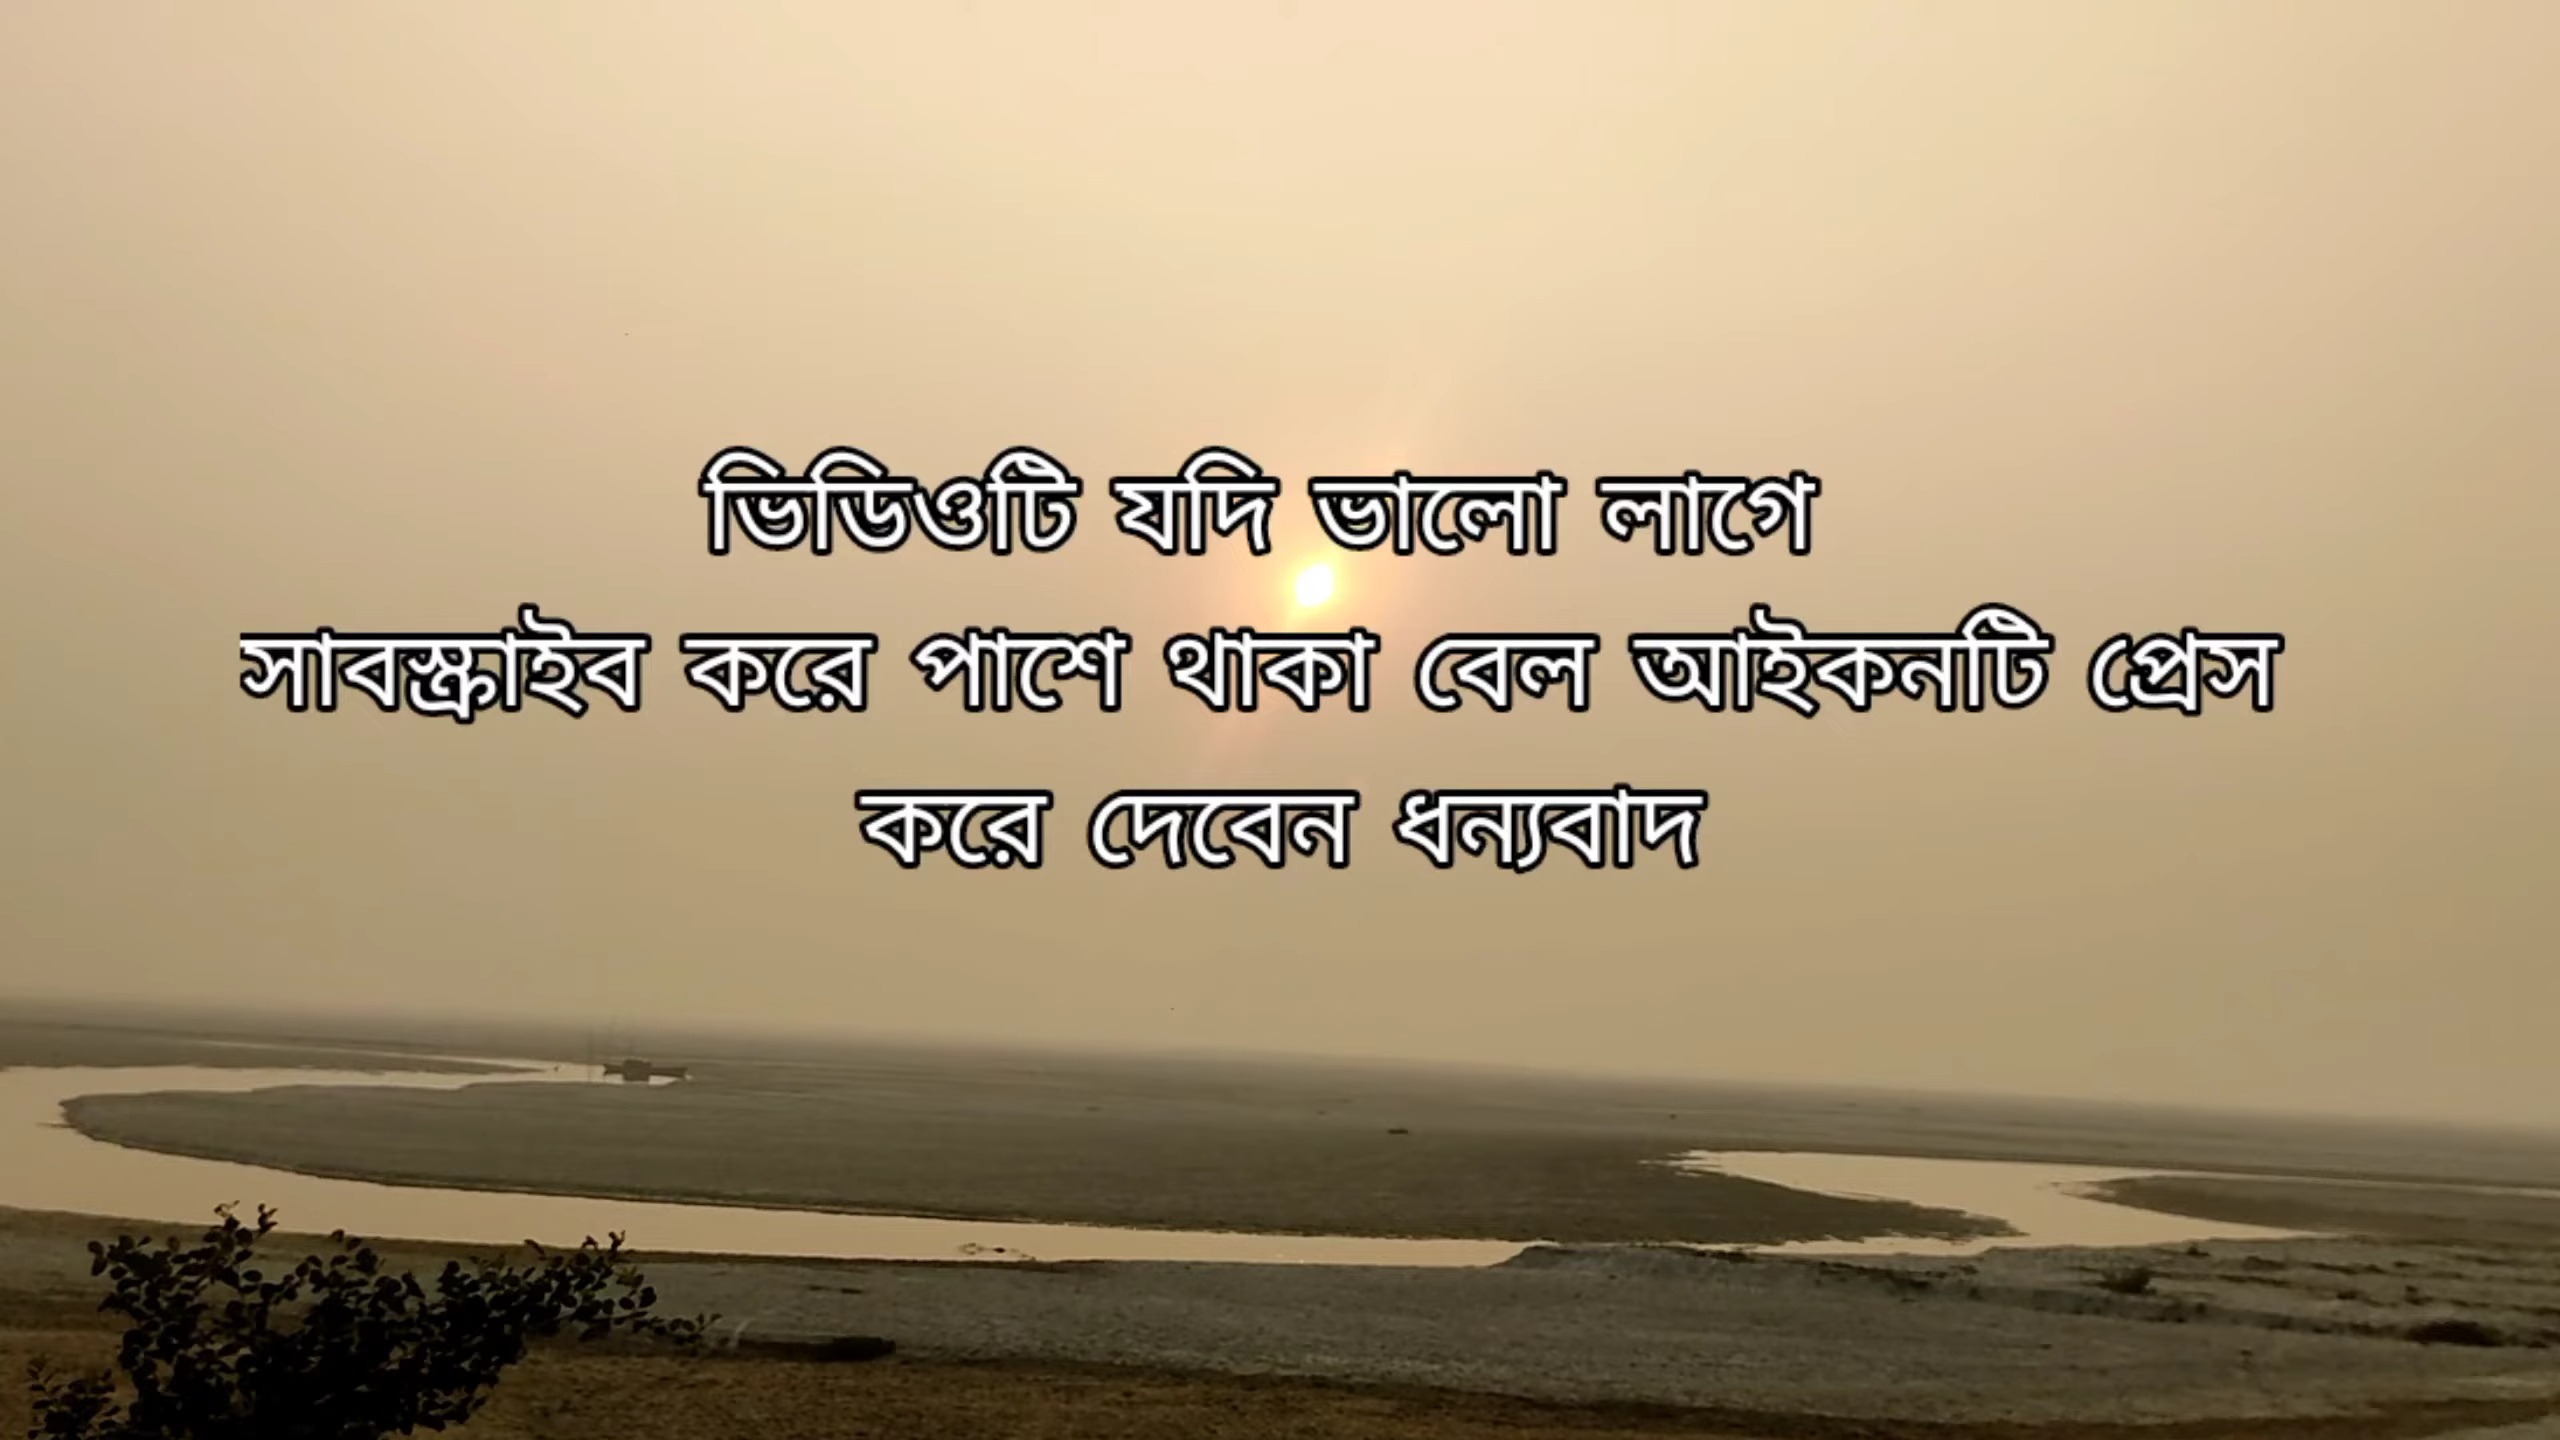 ভিডিওটি যদি ভালো লাগে
সাবস্ক্রাইব করে পাশে থাকা বেল আইকনটি প্রেস
করে দেবেন ধন্যবাদ